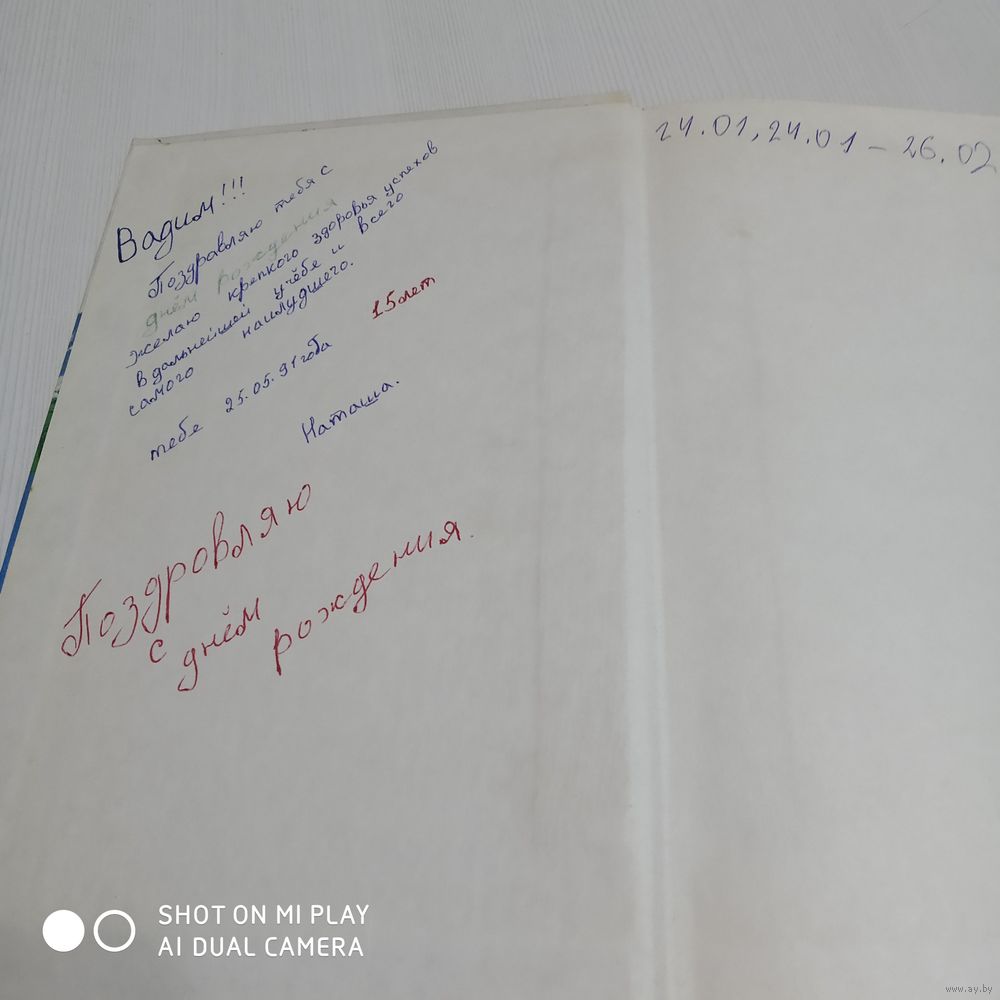 Вадим!!!
Поздравляю тебя с
днём рождения
желаю крепкого здоровья успехов
в дальнейшей учёбе и всего
самого наилудшего.
тебе 25.05.91 года 15 лет
Наташа.
Поздровляю
с днём
рождения.
24.01, 24.01 – 26.02
SHOT ON MI PLAY
AI DUAL CAMERA
www.ay.by